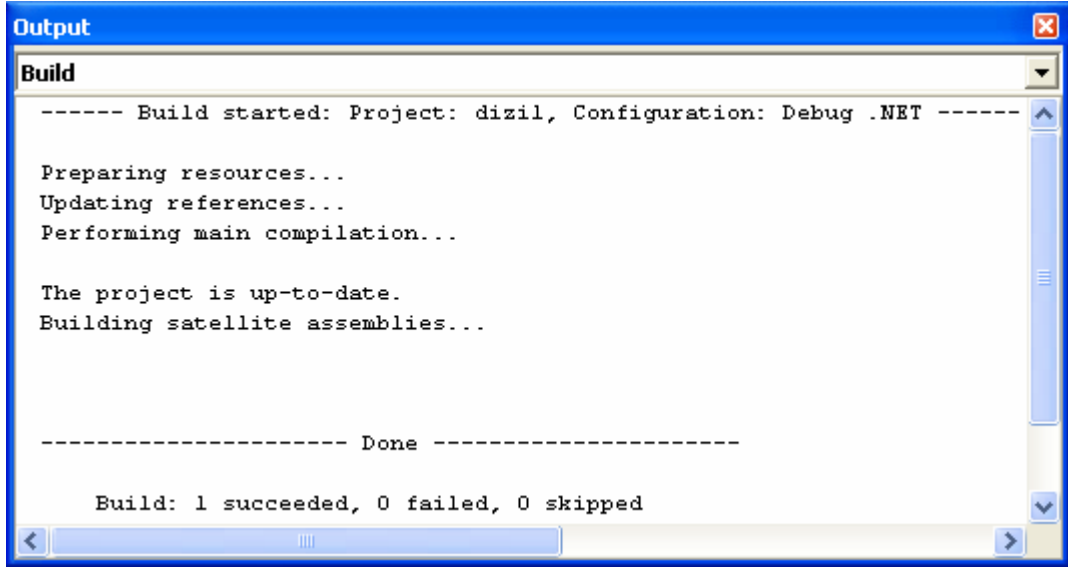 Output
Build
------ Build started: Project: dizil, Configuration: Debug .NET ------
Preparing resources...
Updating references...
Performing main compilation...
The project is up-to-date.
Building satellite assemblies...
---------------------- Done ----------------------
Build: 1 succeeded, 0 failed, 0 skipped